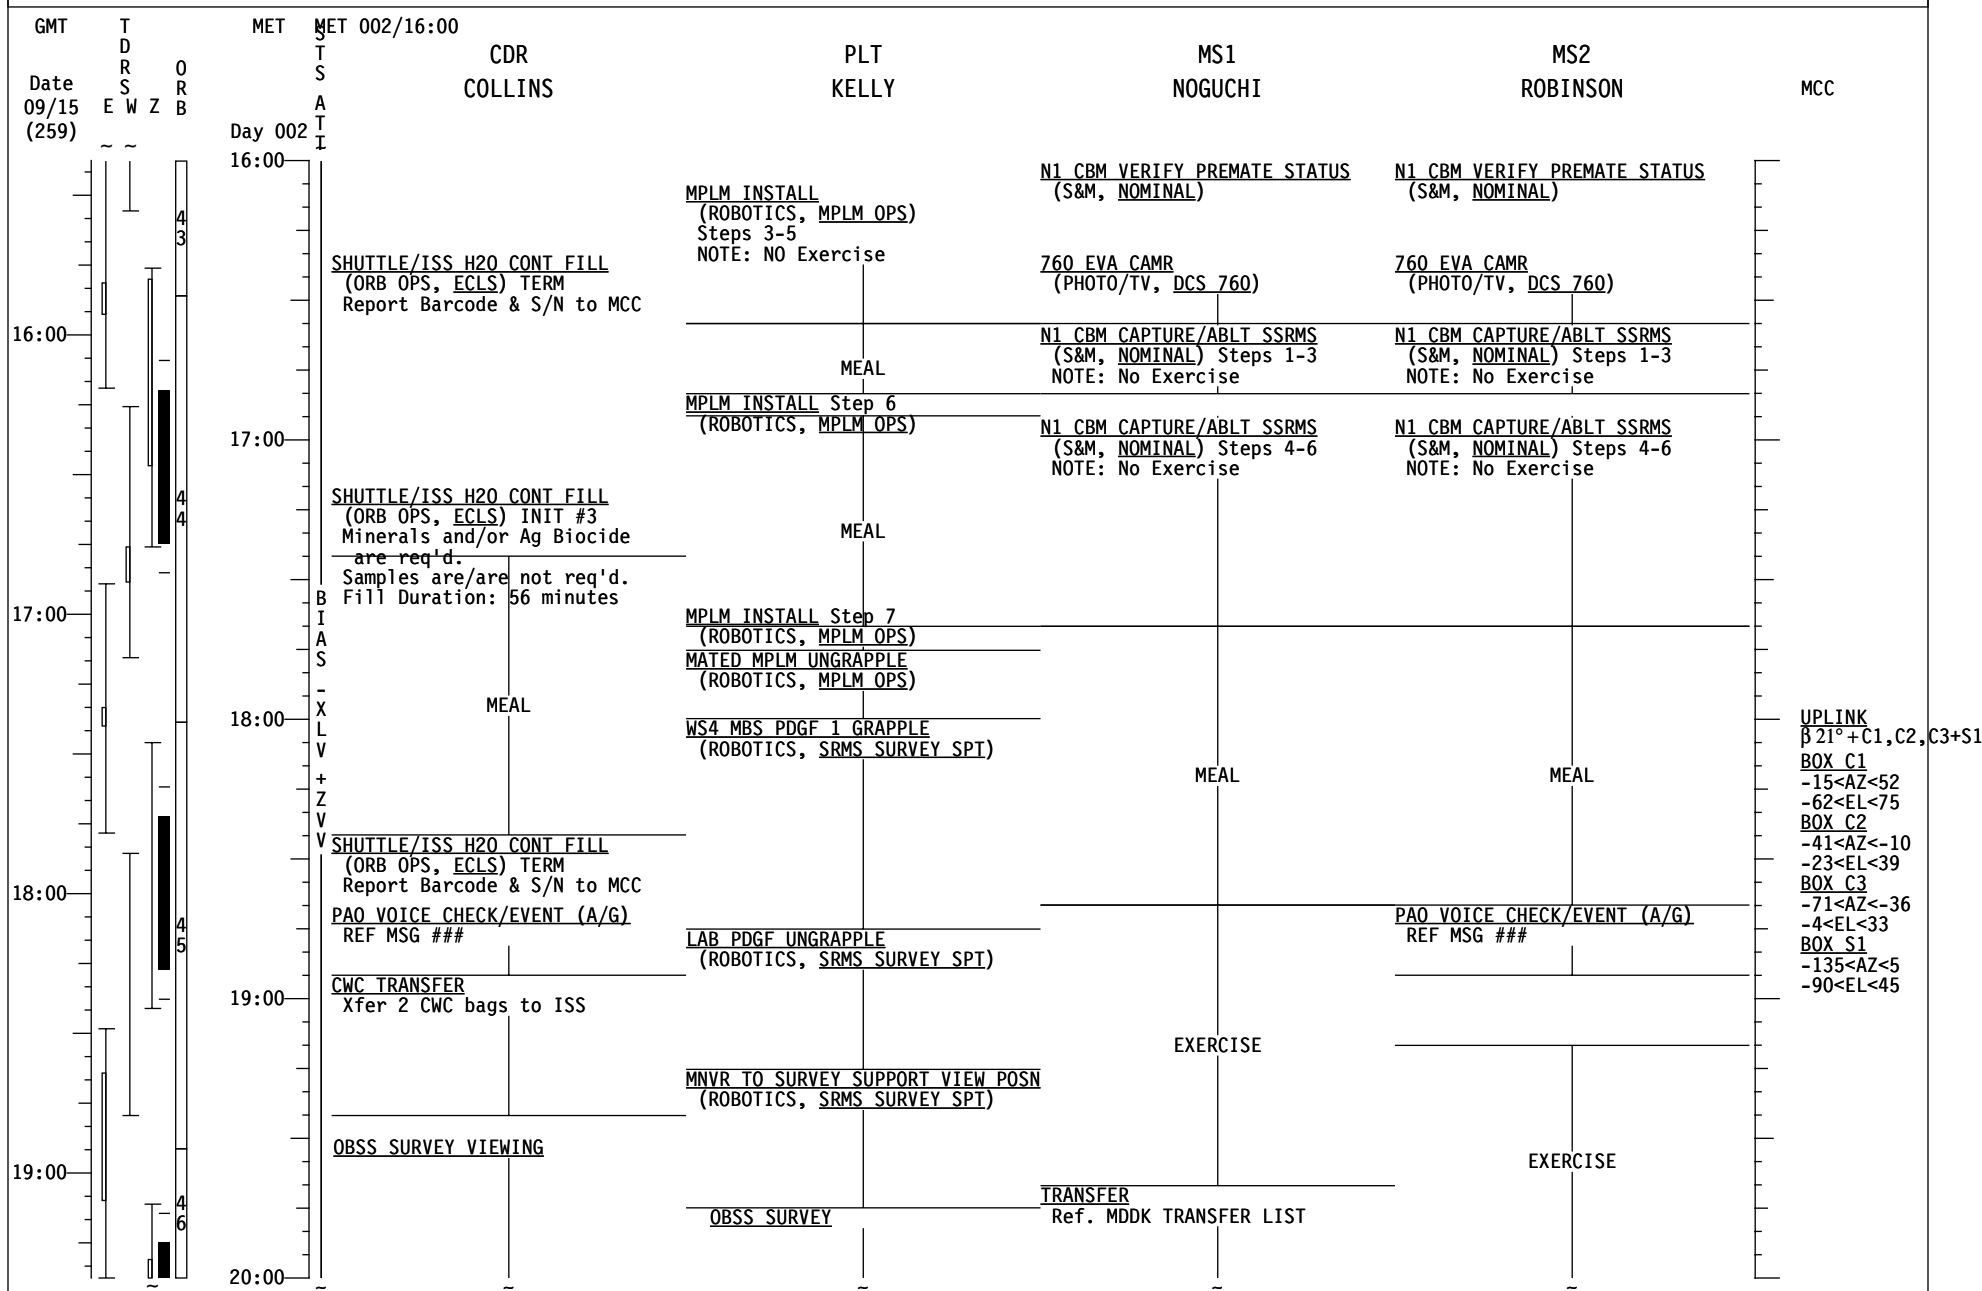 GMT
TDRS
MET
MET 002/16:00
STS ATT
CDR
COLLINS
PLT
KELLY
MS1
NOGUCHI
MS2
ROBINSON
MCC
Date
09/15
(259)
E W Z
ORB
Day 002
~ ~
16:00
17:00
18:00
19:00
43
44
45
46
~
16:00
17:00
18:00
19:00
20:00
BIAS -XLV +ZVV
~
SHUTTLE/ISS H2O CONT FILL
(ORB OPS, ECLS) TERM
Report Barcode & S/N to MCC
SHUTTLE/ISS H2O CONT FILL
(ORB OPS, ECLS) INIT #3
Minerals and/or Ag Biocide
are req'd.
Samples are/are not req'd.
Fill Duration: 56 minutes
MEAL
SHUTTLE/ISS H2O CONT FILL
(ORB OPS, ECLS) TERM
Report Barcode & S/N to MCC
PAO VOICE CHECK/EVENT (A/G)
REF MSG ###
CWC TRANSFER
Xfer 2 CWC bags to ISS
OBSS SURVEY VIEWING
~
MPLM INSTALL
(ROBOTICS, MPLM OPS)
Steps 3-5
NOTE: NO Exercise
MEAL
MPLM INSTALL Step 6
(ROBOTICS, MPLM OPS)
MEAL
MPLM INSTALL Step 7
(ROBOTICS, MPLM OPS)
MATED MPLM UNGRAPPLE
(ROBOTICS, MPLM OPS)
WS4 MBS PDGF 1 GRAPPLE
(ROBOTICS, SRMS SURVEY SPT)
LAB PDGF UNGRAPPLE
(ROBOTICS, SRMS SURVEY SPT)
MNVR TO SURVEY SUPPORT VIEW POSN
(ROBOTICS, SRMS SURVEY SPT)
OBSS SURVEY
~
N1 CBM VERIFY PREMATE STATUS
(S&M, NOMINAL)
760 EVA CAMR
(PHOTO/TV, DCS 760)
N1 CBM CAPTURE/ABLT SSRMS
(S&M, NOMINAL) Steps 1-3
NOTE: No Exercise
N1 CBM CAPTURE/ABLT SSRMS
(S&M, NOMINAL) Steps 4-6
NOTE: No Exercise
MEAL
EXERCISE
TRANSFER
Ref. MDDK TRANSFER LIST
~
N1 CBM VERIFY PREMATE STATUS
(S&M, NOMINAL)
760 EVA CAMR
(PHOTO/TV, DCS 760)
N1 CBM CAPTURE/ABLT SSRMS
(S&M, NOMINAL) Steps 1-3
NOTE: No Exercise
N1 CBM CAPTURE/ABLT SSRMS
(S&M, NOMINAL) Steps 4-6
NOTE: No Exercise
MEAL
PAO VOICE CHECK/EVENT (A/G)
REF MSG ###
EXERCISE
~
UPLINK
β 21°+C1,C2,C3+S1
BOX C1
-15<AZ<52
-62<EL<75
BOX C2
-41<AZ<-10
-23<EL<39
BOX C3
-71<AZ<-36
-4<EL<33
BOX S1
-135<AZ<5
-90<EL<45